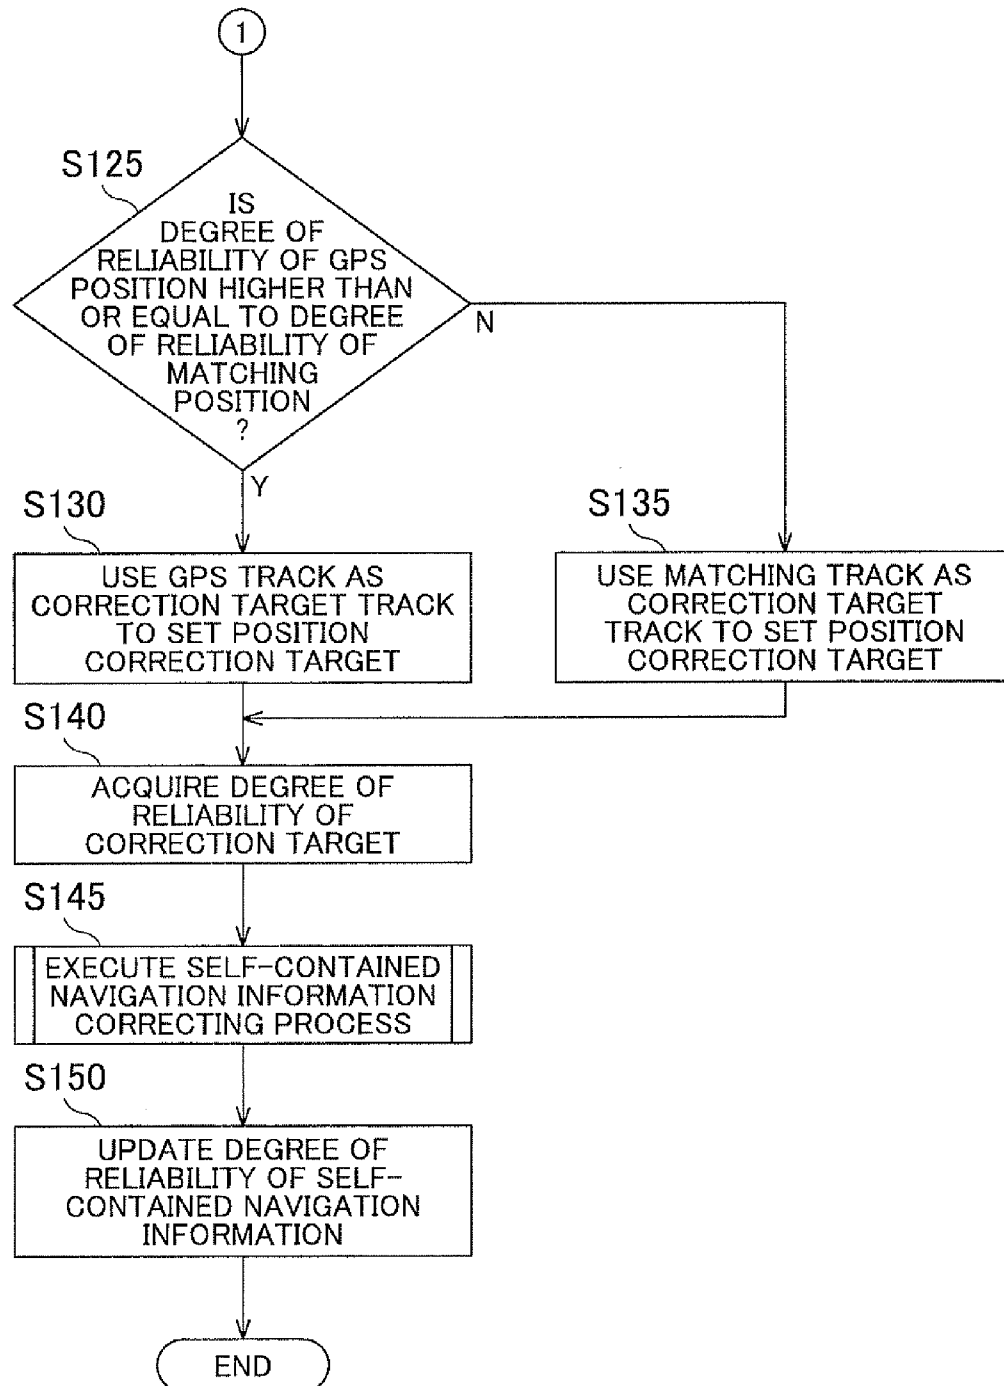 1
S125
IS
DEGREE OF
RELIABILITY OF GPS
POSITION HIGHER THAN
OR EQUAL TO DEGREE
OF RELIABILITY OF
MATCHING
POSITION
?
N
Y
S130
USE GPS TRACK AS
CORRECTION TARGET TRACK
TO SET POSITION
CORRECTION TARGET
S135
USE MATCHING TRACK AS
CORRECTION TARGET
TRACK TO SET POSITION
CORRECTION TARGET
S140
ACQUIRE DEGREE OF
RELIABILITY OF
CORRECTION TARGET
S145
EXECUTE SELF-CONTAINED
NAVIGATION INFORMATION
CORRECTING PROCESS
S150
UPDATE DEGREE OF
RELIABILITY OF SELF-
CONTAINED NAVIGATION
INFORMATION
END